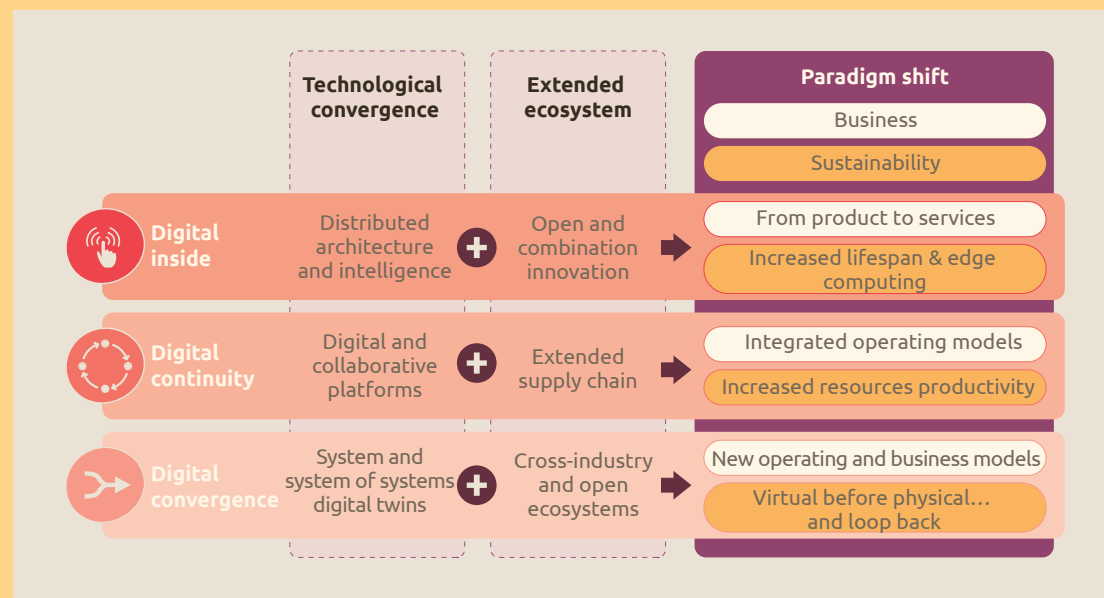 Technological
convergence
Extended
ecosystem
Paradigm shift
Business
Sustainability
Digital
inside
Distributed
architecture
and intelligence
Open and
combination
innovation
From product to services
Increased lifespan & edge
computing
Digital
continuity
Digital and
collaborative
platforms
Extended
supply chain
Integrated operating models
Increased resources productivity
Digital
convergence
System and
system of systems
digital twins
Cross-industry
and open
ecosystems
New operating and business models
Virtual before physical...
and loop back